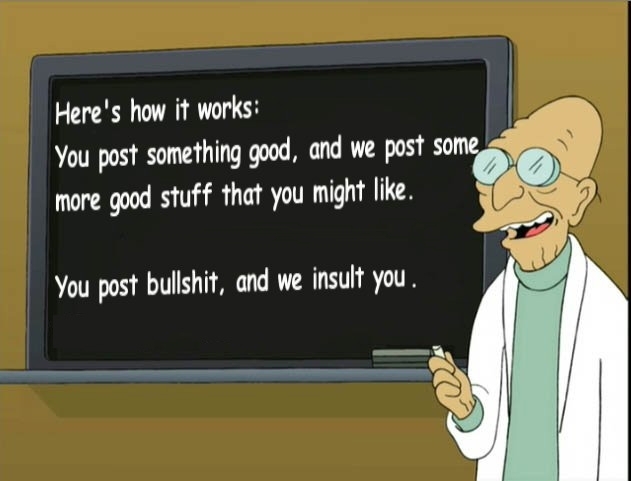 Here's how it works:
You post something good, and we post some
more good stuff that you might like.
You post bullshit, and we insult you.